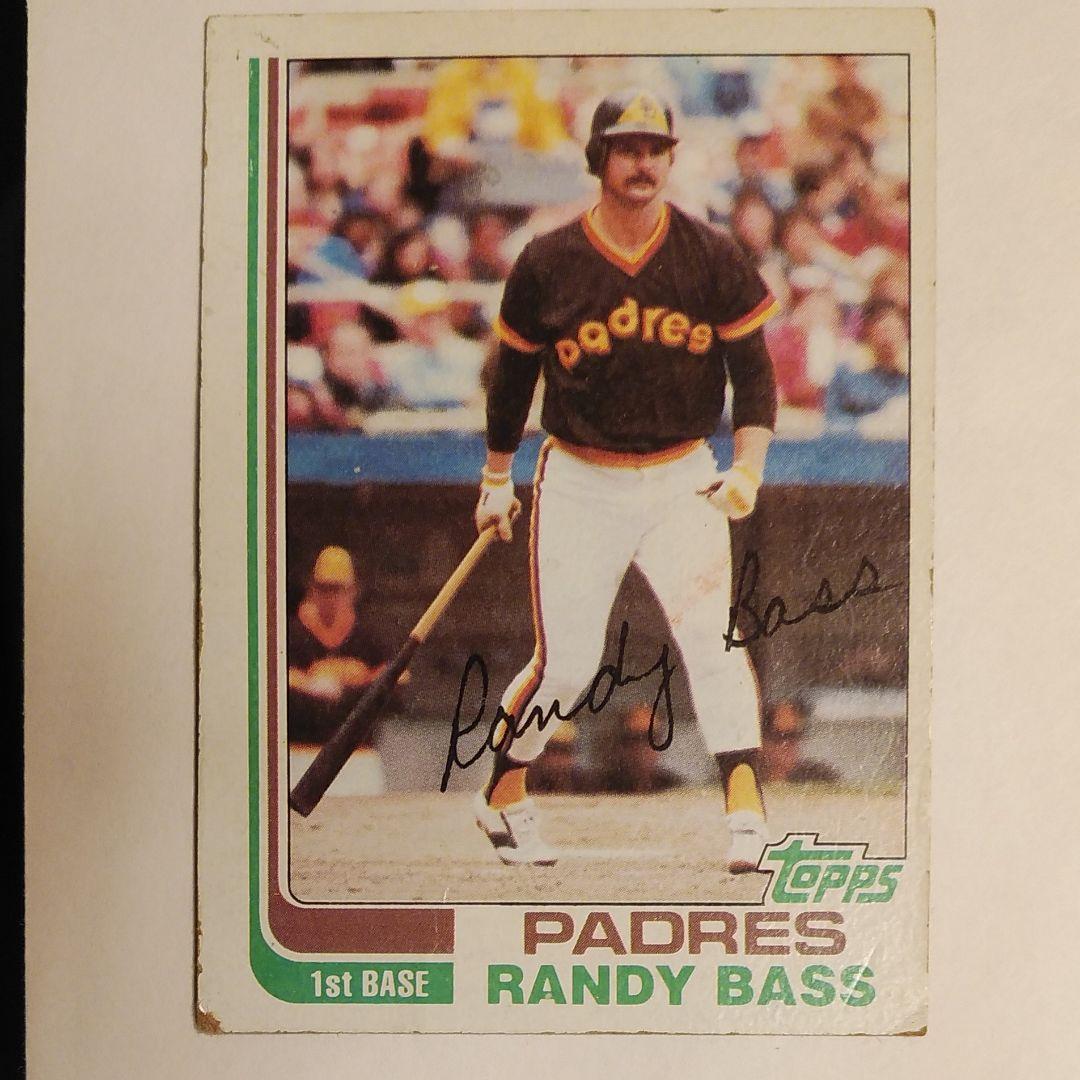 Padres
Randy Bass
Topps
PADRES
1st BASE
RANDY BASS